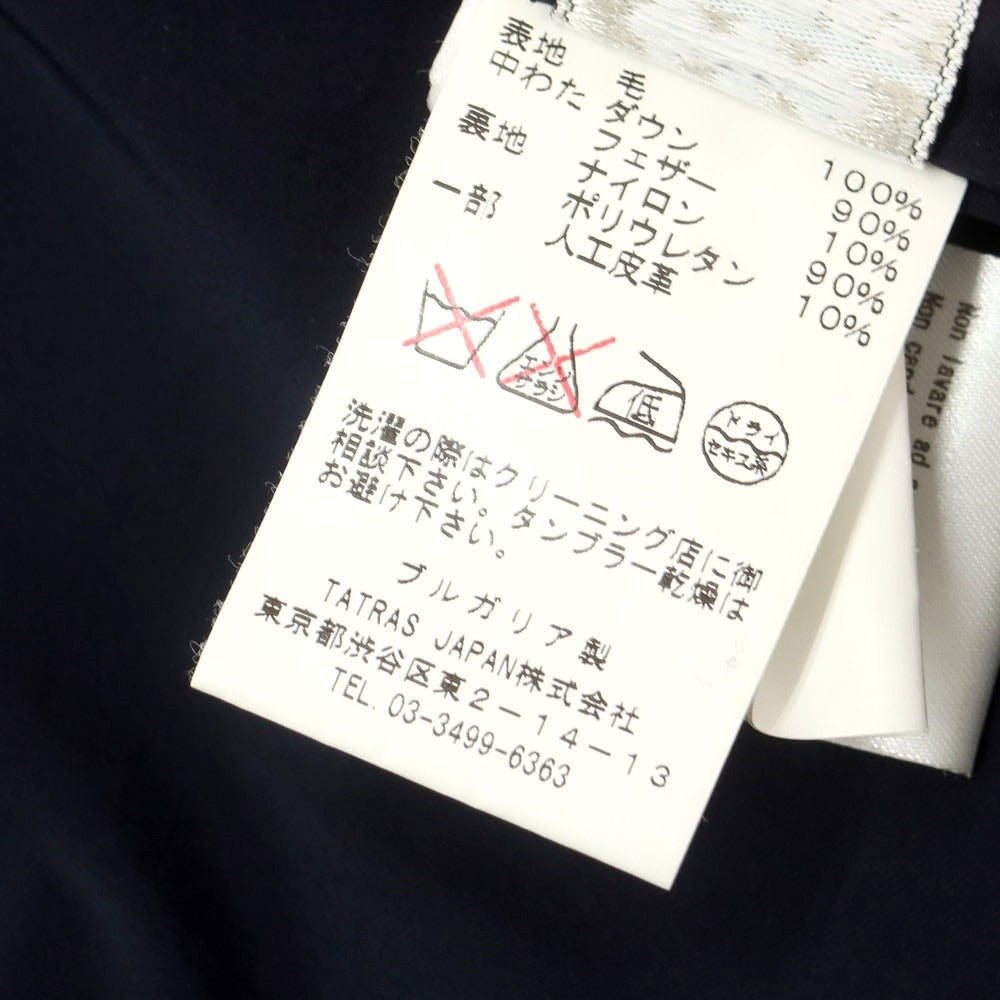 表地 毛 100%
中わた ダウン 90%
フェザー 10%
裏地 ナイロン 90%
ポリウレタン 10%
一部 人工皮革
エンソ
サラシ
低
ドライ
セキユ系
洗濯の際はクリーニング店に御
相談下さい。タンブラー乾燥は
お避け下さい。
ブルガリア製
TATRAS JAPAN株式会社
東京都渋谷区東2-14-13
TEL. 03-3499-6363
Non lavare ad
Non